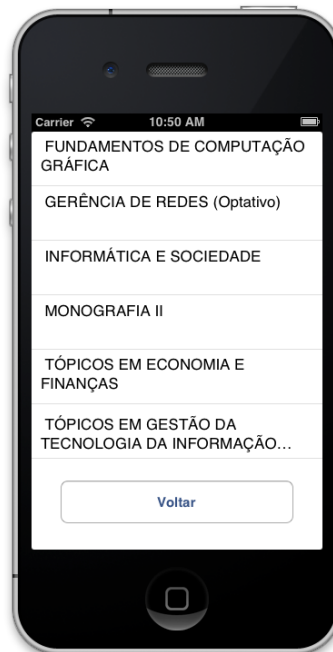 Carrier 10:50 AM
FUNDAMENTOS DE COMPUTAÇÃO
GRÁFICA
GERÊNCIA DE REDES (Optativo)
INFORMÁTICA E SOCIEDADE
MONOGRAFIA II
TÓPICOS EM ECONOMIA E
FINANÇAS
TÓPICOS EM GESTÃO DA
TECNOLOGIA DA INFORMAÇÃO...
Voltar